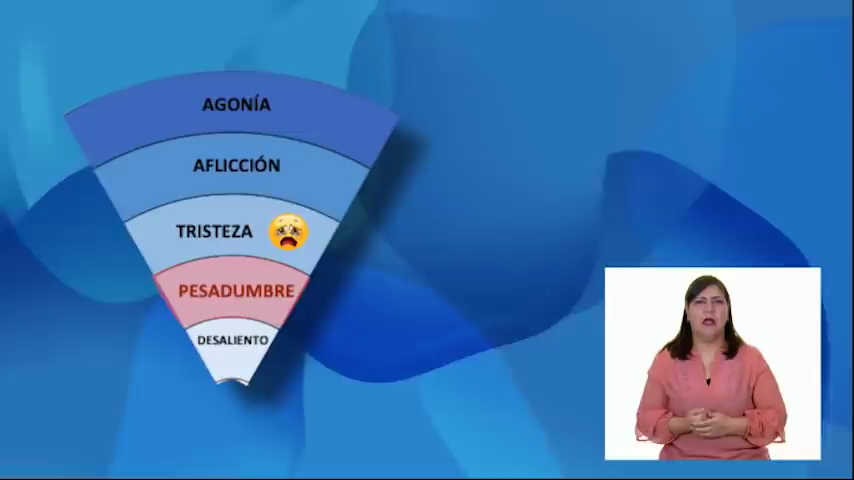 AGONÍA
AFLICCIÓN
TRISTEZA
PESADUMBRE
DESALIENTO